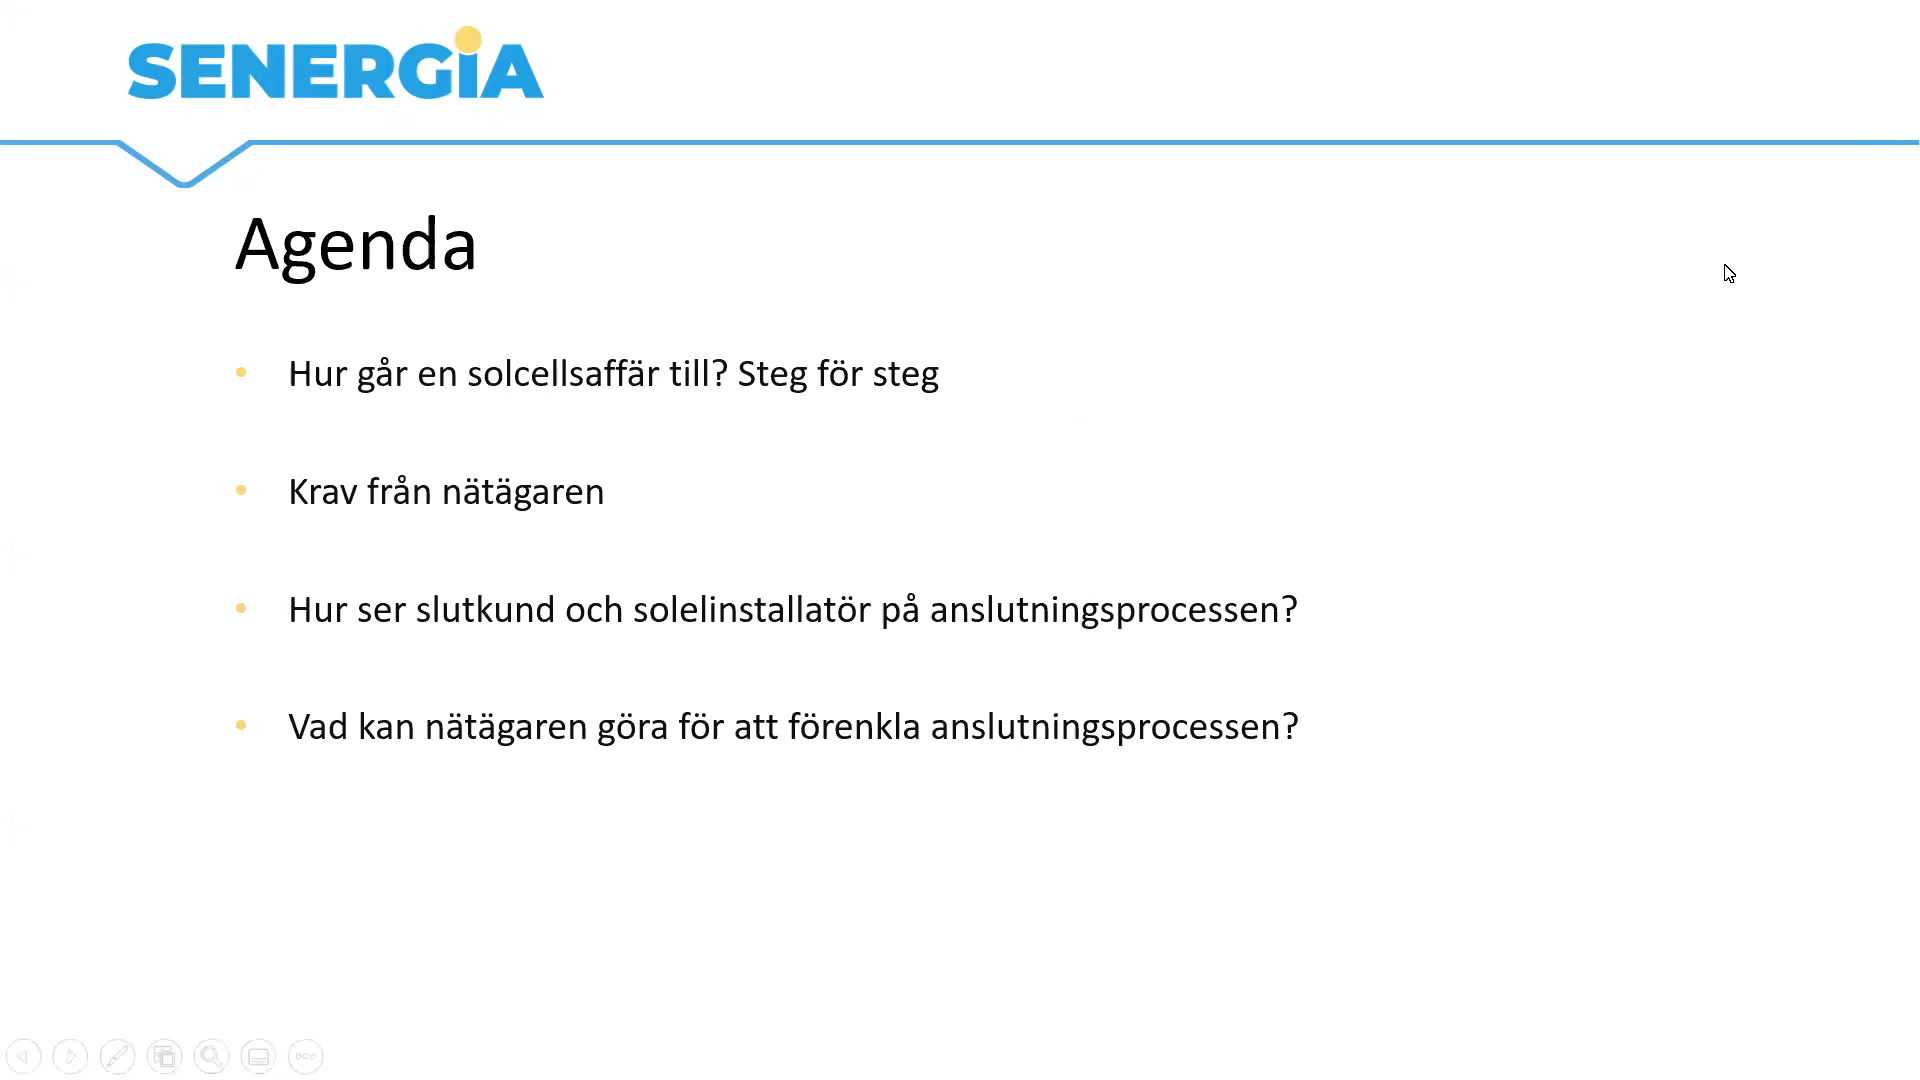 SENERGiA
Agenda
• Hur går en solcellsaffär till? Steg för steg
• Krav från nätägaren
• Hur ser slutkund och solelinstallatör på anslutningsprocessen?
• Vad kan nätägaren göra för att förenkla anslutningsprocessen?